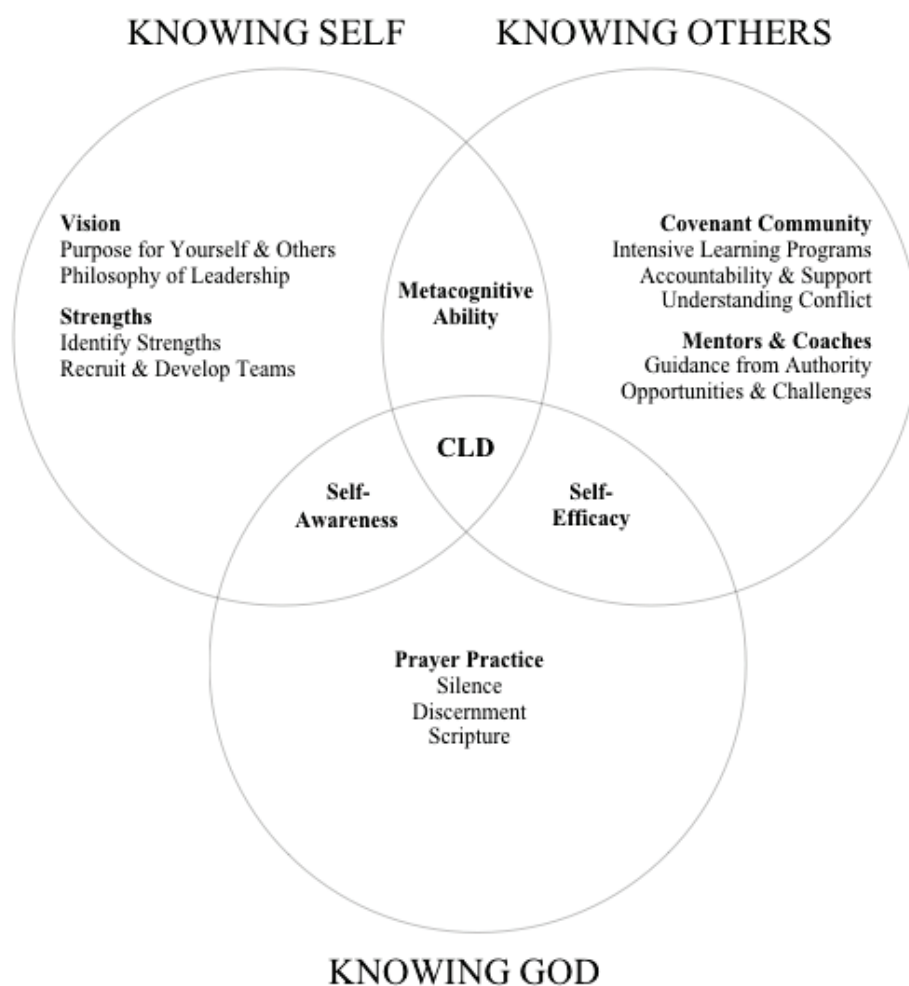 KNOWING SELF
KNOWING OTHERS
Vision
Purpose for Yourself & Others
Philosophy of Leadership
Strengths
Identify Strengths
Recruit & Develop Teams
Metacognitive
Ability
Covenant Community
Intensive Learning Programs
Accountability & Support
Understanding Conflict
Mentors & Coaches
Guidance from Authority
Opportunities & Challenges
CLD
Self-
Awareness
Self-
Efficacy
Prayer Practice
Silence
Discernment
Scripture
KNOWING GOD